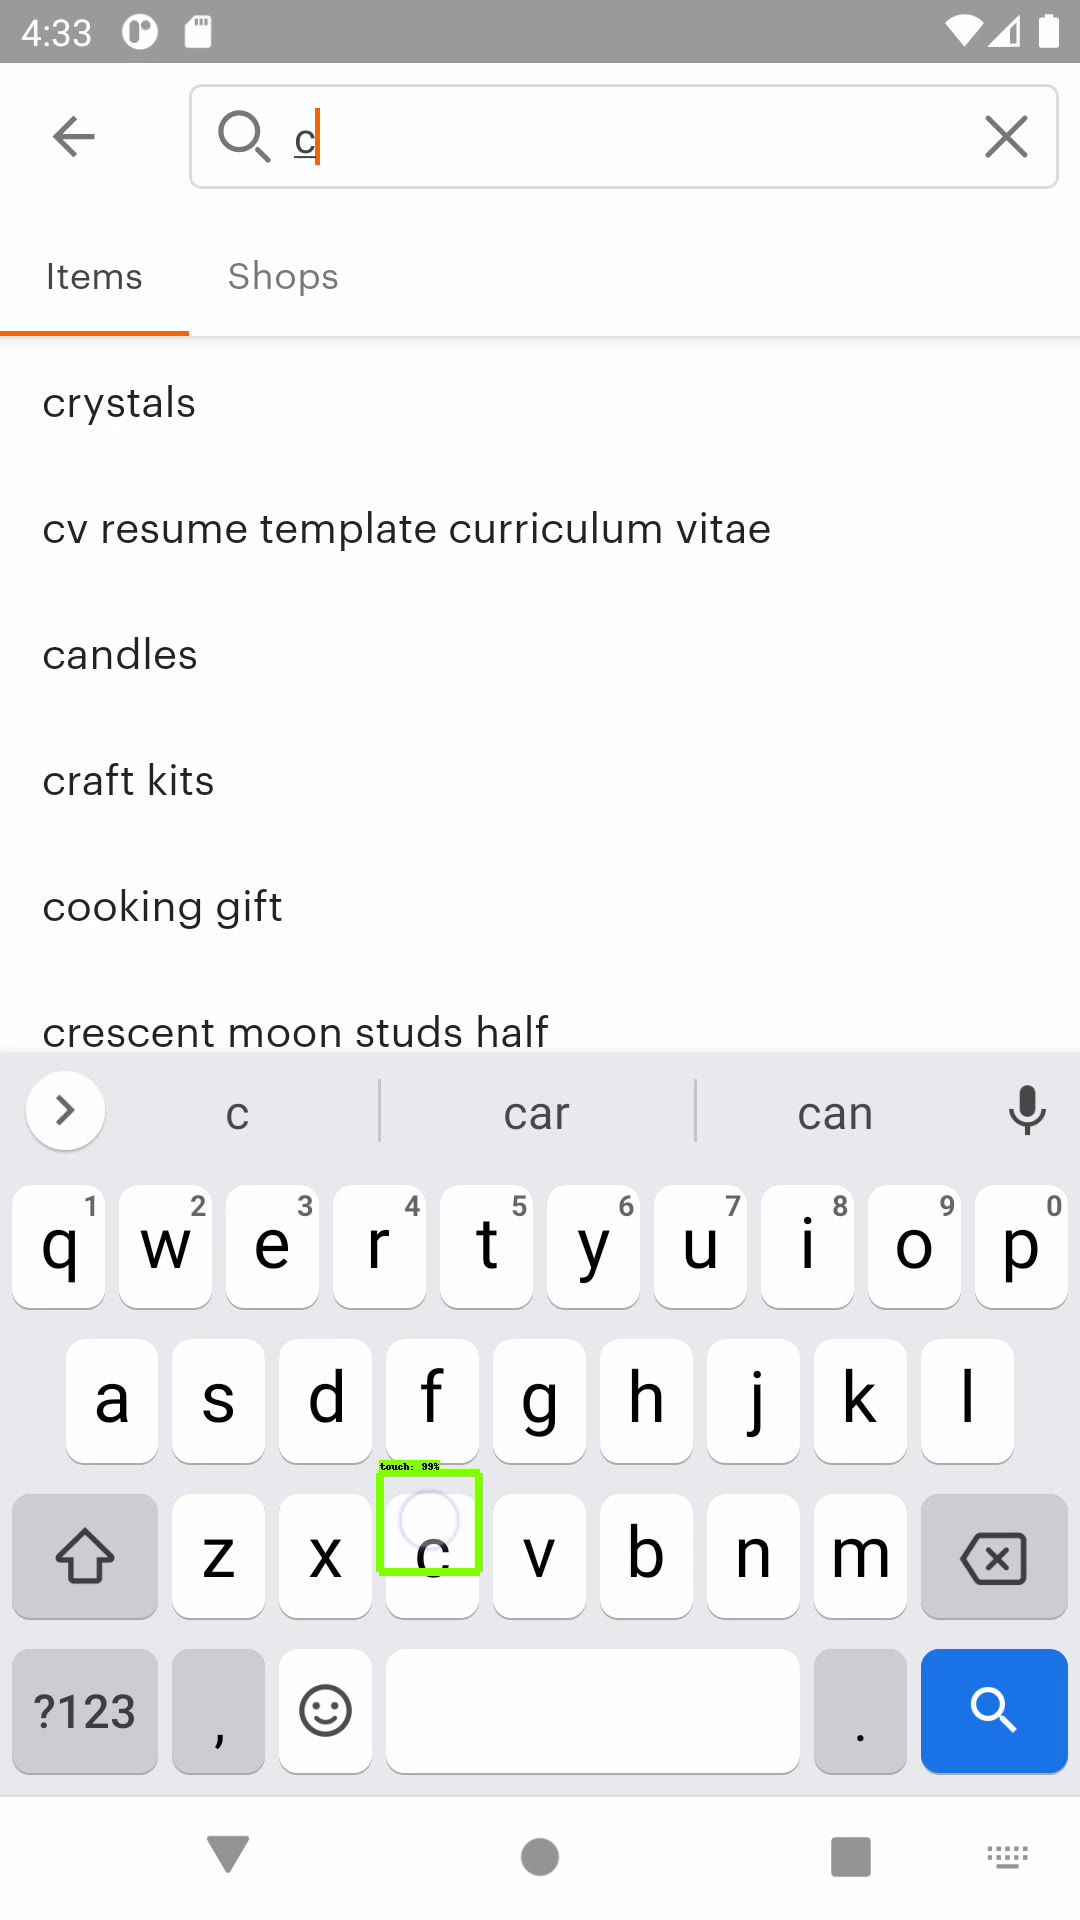 4:33
c
Items Shops
crystals
cv resume template curriculum vitae
candles
craft kits
cooking gift
crescent moon studs half
c car can
1 2 3 4 5 6 7 8 9 0
q w e r t y u i o p
a s d f g h j k l
touch: 99%
z x c v b n m
?123 , .